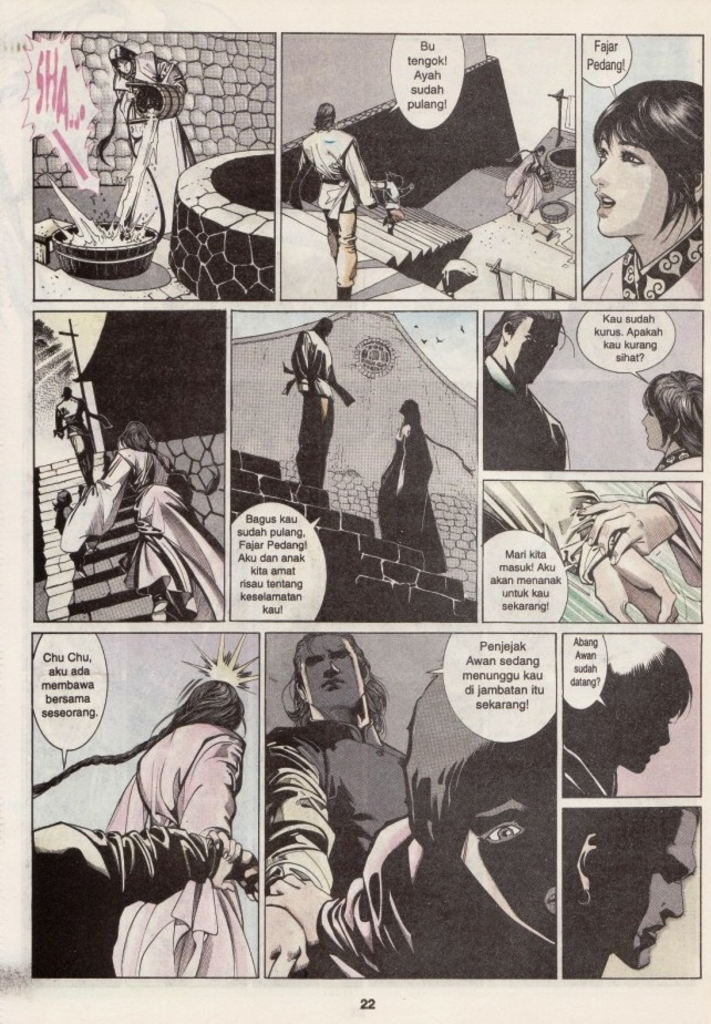 SHA...
Bu
tengok!
Ayah
sudah
pulang!
Fajar
Pedang!
Bagus kau
sudah pulang,
Fajar Pedang!
Aku dan anak
kita amat
risau tentang
keselamatan
kau!
Kau sudah
kurus. Apakah
kau kurang
sihat?
Mari kita
masuk! Aku
akan menanak
untuk kau
sekarang!
Chu Chu,
aku ada
membawa
bersama
seseorang.
Penjejak
Awan sedang
menunggu kau
di jambatan itu
sekarang!
Abang
Awan
sudah
datang?
22